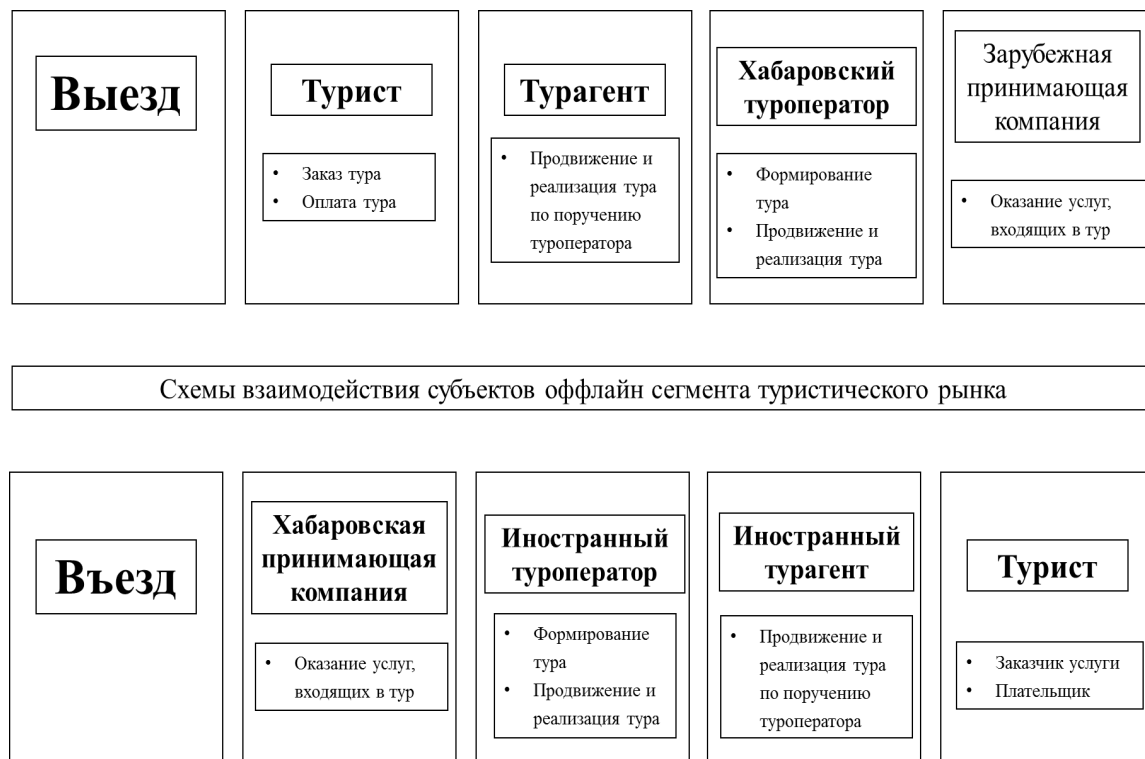 Выезд
Турист
• Заказ тура
• Оплата тура
Турагент
• Продвижение и
реализация тура
по поручению
туроператора
Хабаровский
туроператор
• Формирование
тура
• Продвижение и
реализация тура
Зарубежная
принимающая
компания
• Оказание услуг,
входящих в тур
Схемы взаимодействия субъектов оффлайн сегмента туристического рынка
Въезд
Хабаровская
принимающая
компания
• Оказание услуг,
входящих в тур
Иностранный
туроператор
• Формирование
тура
• Продвижение и
реализация тура
Иностранный
турагент
• Продвижение и
реализация тура
по поручению
туроператора
Турист
• Заказчик услуги
• Плательщик